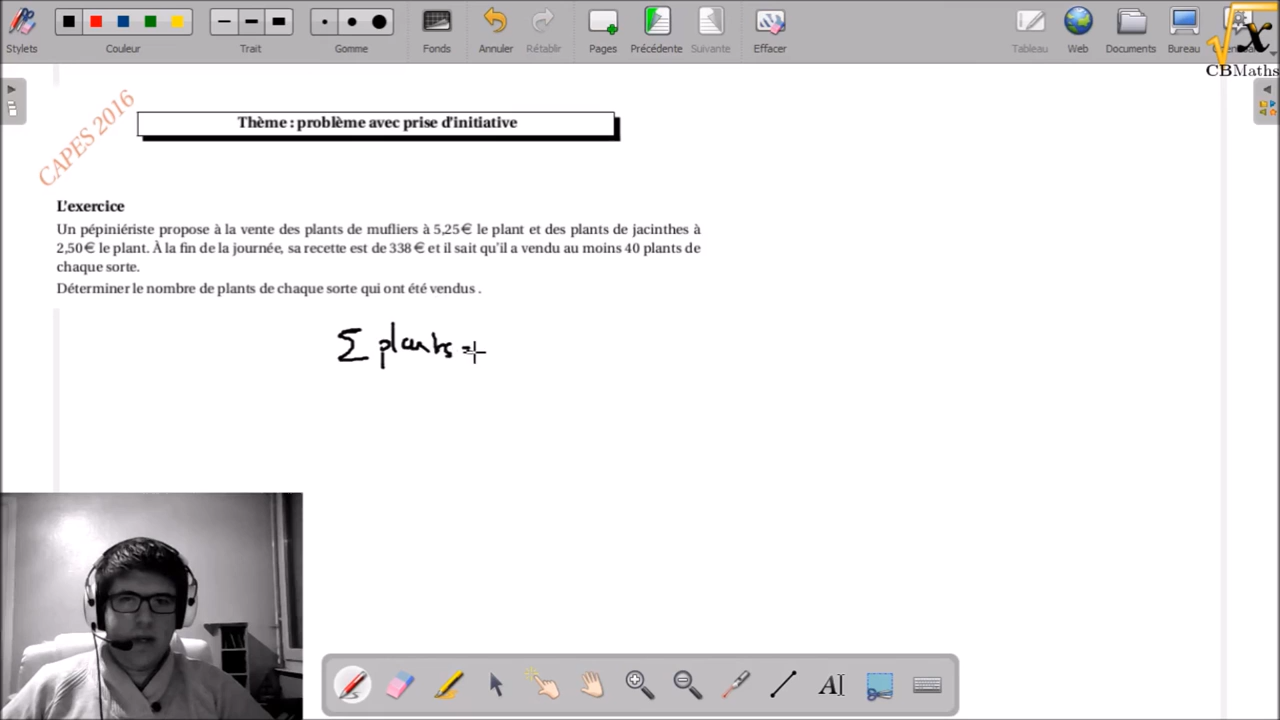 Stylets Couleur Trait Gomme Fonds Annuler Rétablir Pages Précédente Suivante Effacer Tableau Web Documents Bureau
CBMaths
CAPES 2016
Thème : problème avec prise d'initiative
L'exercice
Un pépiniériste propose à la vente des plants de mufliers à 5,25€ le plant et des plants de jacinthes à
2,50€ le plant. À la fin de la journée, sa recette est de 338€ et il sait qu'il a vendu au moins 40 plants de
chaque sorte.
Déterminer le nombre de plants de chaque sorte qui ont été vendus .
Σ plants =